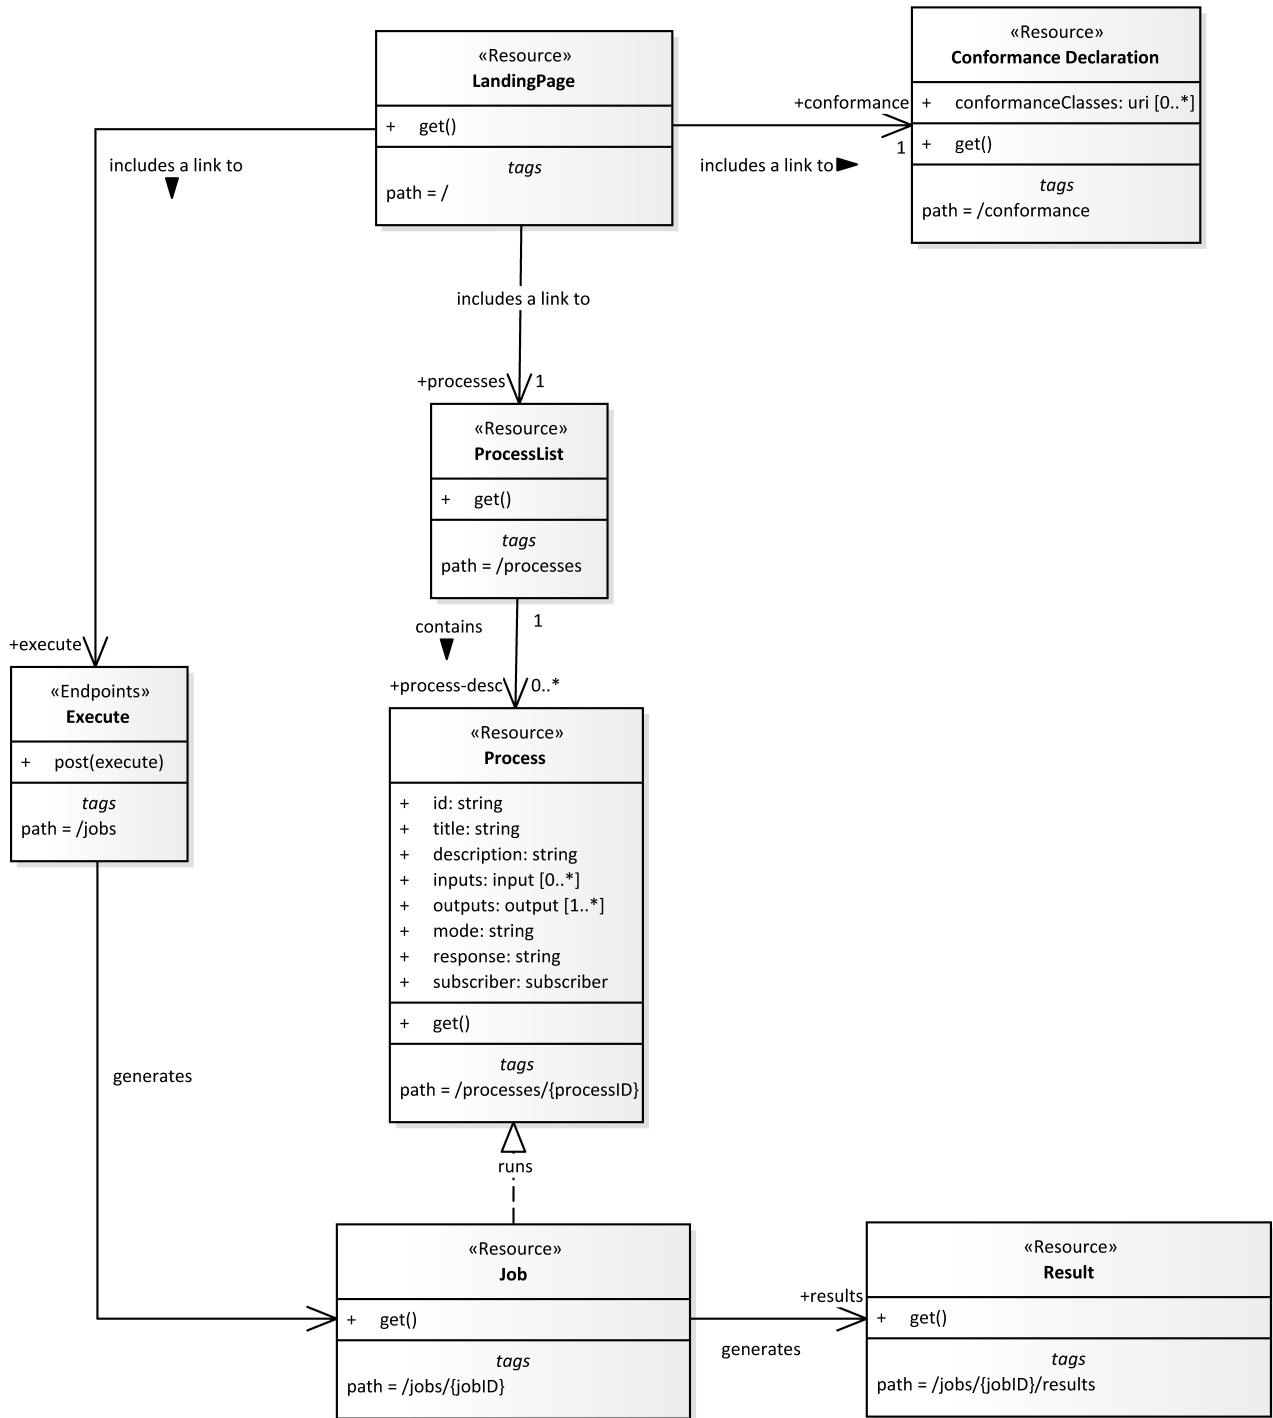 «Resource»
LandingPage
+ get()
tags
path = /
«Resource»
Conformance Declaration
+ conformanceClasses: uri [0..*]
+ get()
tags
path = /conformance
+conformance
1
includes a link to
includes a link to
includes a link to
+processes
1
«Resource»
ProcessList
+ get()
tags
path = /processes
1
contains
+process-desc
0..*
+execute
«Endpoints»
Execute
+ post(execute)
tags
path = /jobs
«Resource»
Process
+ id: string
+ title: string
+ description: string
+ inputs: input [0..*]
+ outputs: output [1..*]
+ mode: string
+ response: string
+ subscriber: subscriber
+ get()
tags
path = /processes/{processID}
generates
runs
«Resource»
Job
+ get()
tags
path = /jobs/{jobID}
+results
generates
«Resource»
Result
+ get()
tags
path = /jobs/{jobID}/results